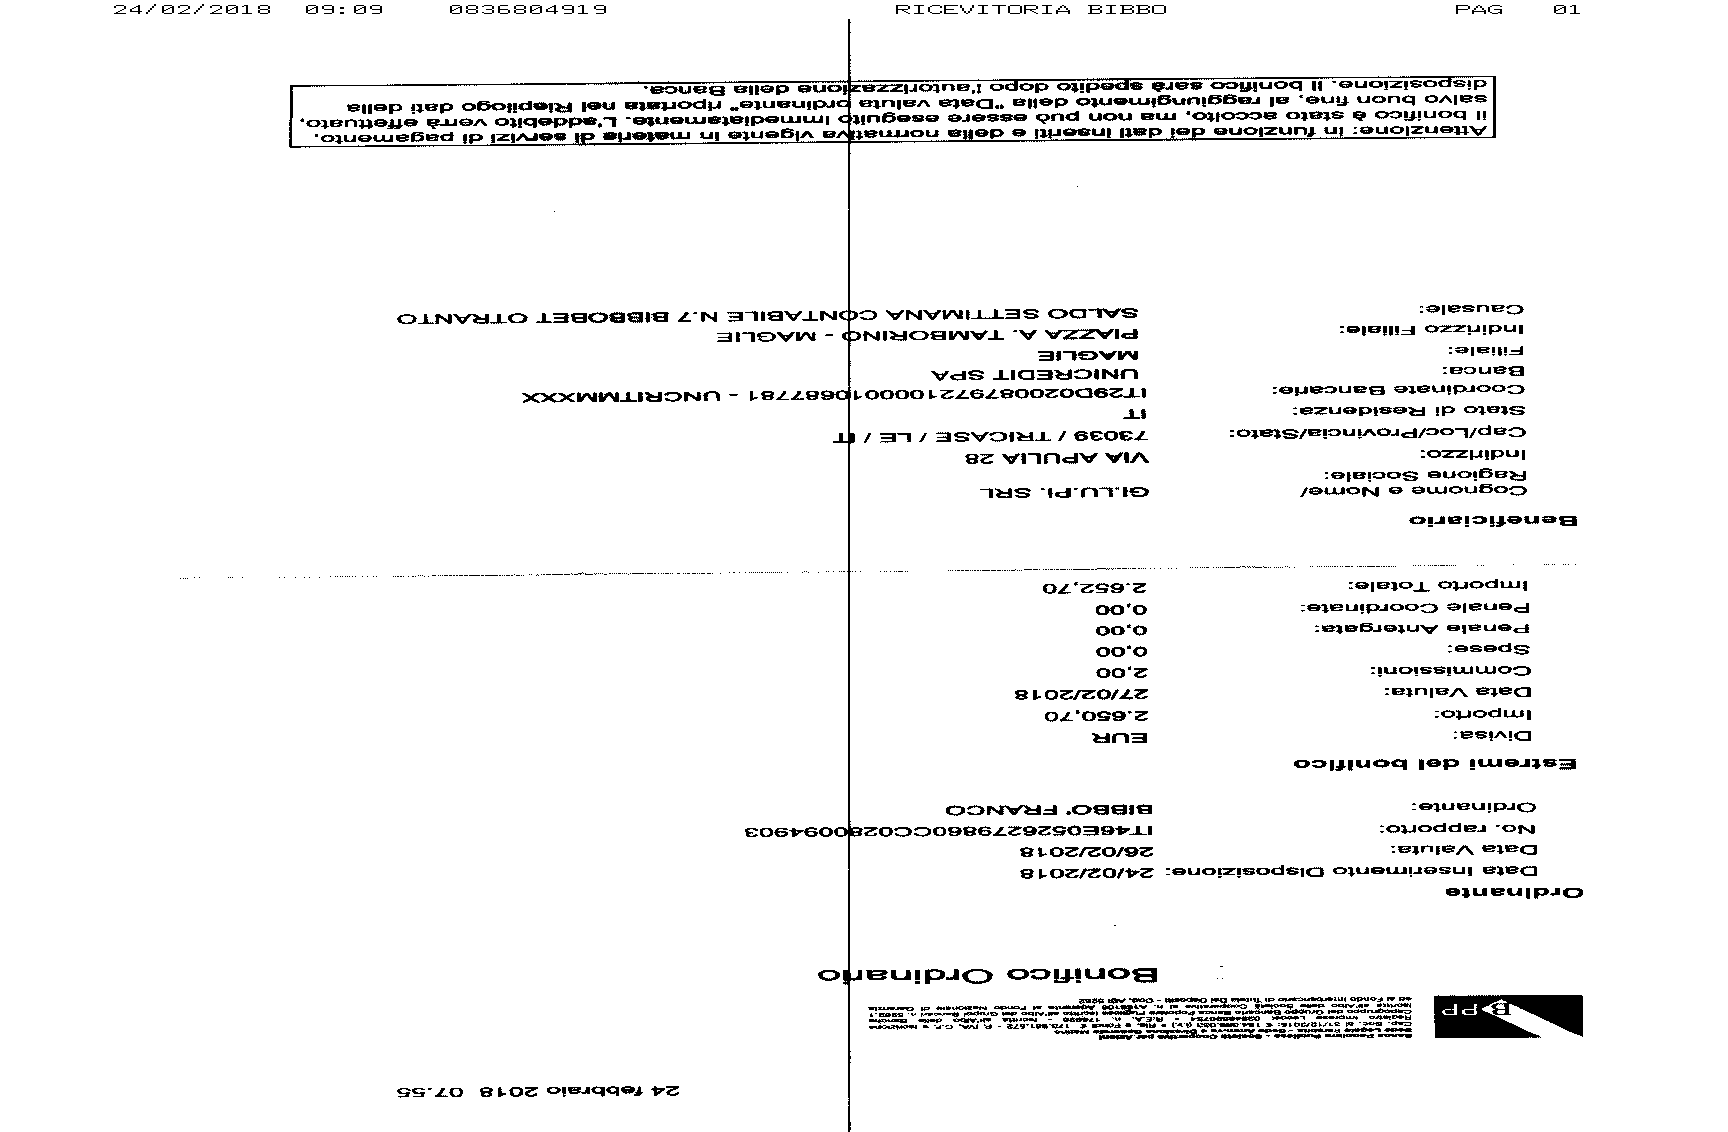 24/02/2018 09:09 0836804919 RICEVITORIA BIBBO PAG 01
24 febbraio 2018 07.55
BPP
Banca Popolare Pugliese - Società Cooperativa per Azioni
Bonifico Ordinario
Ordinante
Data Inserimento Disposizione: 24/02/2018
Data Valuta: 26/02/2018
No. rapporto: IT46E0526279860CC0280094903
Ordinante: BIBBO' FRANCO
Estremi del bonifico
Divisa: EUR
Importo: 2.650,70
Data Valuta: 27/02/2018
Commissioni: 2,00
Spese: 0,00
Penale Antergata: 0,00
Penale Coordinate: 0,00
Importo Totale: 2.652,70
Beneficiario
Cognome e Nome/ GI.LU.PI. SRL
Ragione Sociale:
Indirizzo: VIA APULIA 28
Cap/Loc/Provincia/Stato: 73039 / TRICASE / LE / IT
Stato di Residenza: IT
Coordinate Bancarie: IT29D0200879721000010687781 - UNCRITMMXXX
Banca: UNICREDIT SPA
Filiale: MAGLIE
Indirizzo Filiale: PIAZZA A. TAMBORINO - MAGLIE
Causale: SALDO SETTIMANA CONTABILE N.7 BIBBOBET OTRANTO
Attenzione: in funzione dei dati inseriti e della normativa vigente in materia di servizi di pagamento,
il bonifico è stato accolto, ma non può essere eseguito immediatamente. L'addebito verrà effettuato,
salvo buon fine, al raggiungimento della "Data valuta ordinante" riportata nel Riepilogo dati della
disposizione. Il bonifico sarà spedito dopo l'autorizzazione della Banca.